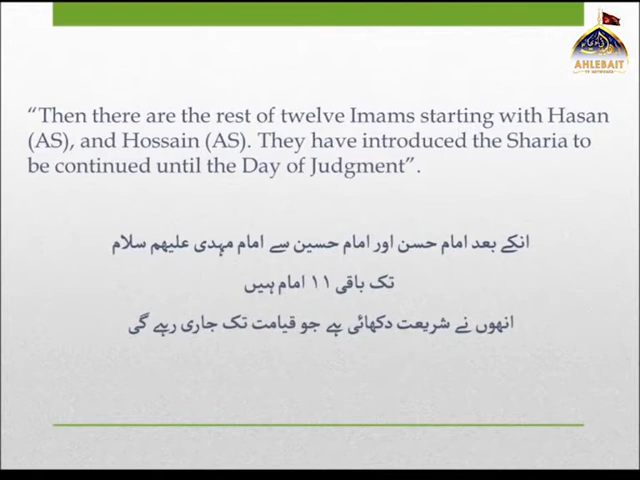 AHLEBAIT
TV NETWORKS
“Then there are the rest of twelve Imams starting with Hasan
(AS), and Hossain (AS). They have introduced the Sharia to
be continued until the Day of Judgment”.
انکے بعد امام حسن اور امام حسین سے امام مہدی علیهم سلام
تک باقی ۱۱ امام ہیں
انھوں نے شریعت دکھائی ہے جو قیامت تک جاری رہے گی